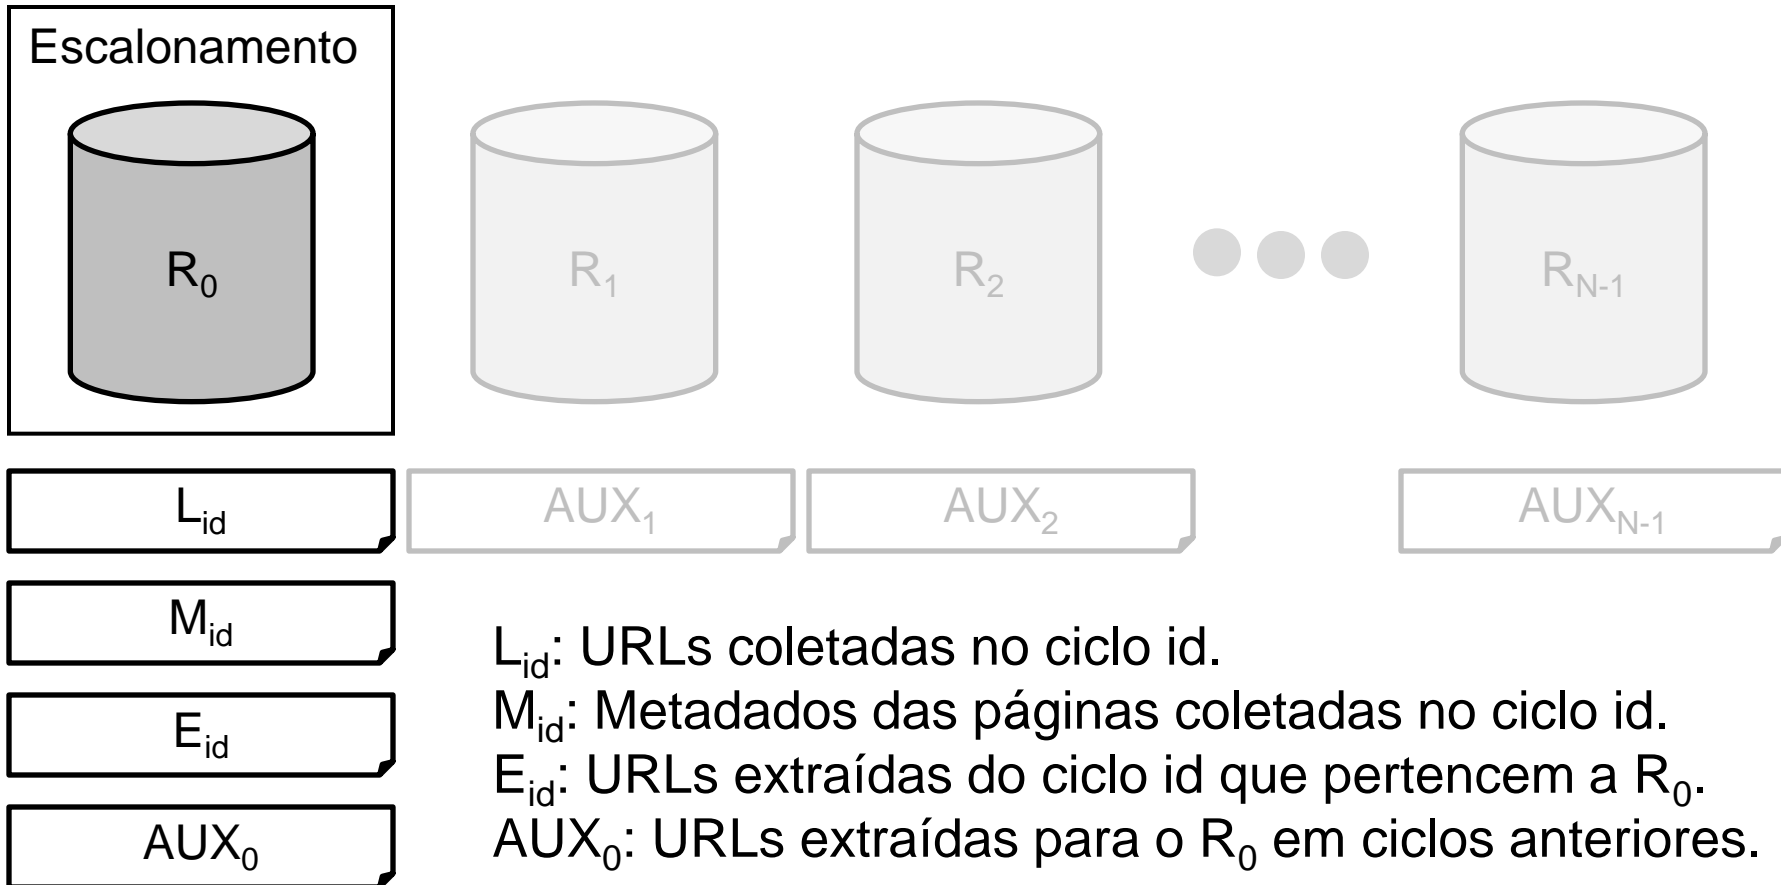 Escalonamento
R0
R1
R2
RN-1
Lid
AUX1
AUX2
AUXN-1
Mid
Eid
AUX0
Lid: URLs coletadas no ciclo id.
Mid: Metadados das páginas coletadas no ciclo id.
Eid: URLs extraídas do ciclo id que pertencem a R0.
AUX0: URLs extraídas para o R0 em ciclos anteriores.